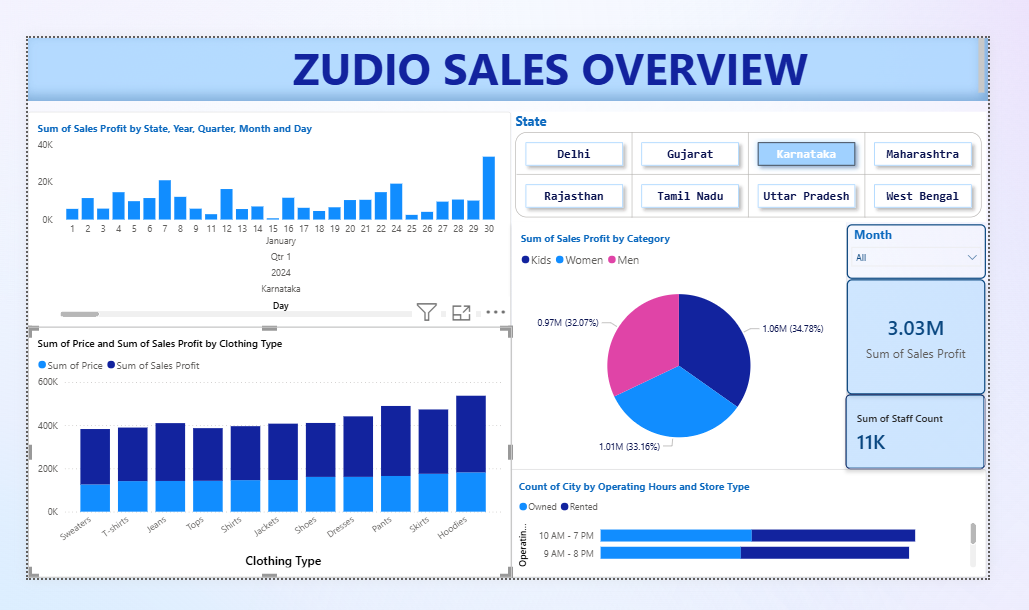 ZUDIO SALES OVERVIEW
Sum of Sales Profit by State, Year, Quarter, Month and Day
40K
20K
0K
1 2 3 4 5 6 7 8 9 10 11 12 13 14 15 16 17 18 19 20 21 22 24 25 26 27 28 29 30
January
Qtr 1
2024
Karnataka
Day
State
Delhi Gujarat Karnataka Maharashtra
Rajasthan Tamil Nadu Uttar Pradesh West Bengal
Sum of Sales Profit by Category
Kids Women Men
0.97M (32.07%)
1.06M (34.78%)
1.01M (33.16%)
Month
All
3.03M
Sum of Sales Profit
Sum of Staff Count
11K
Sum of Price and Sum of Sales Profit by Clothing Type
Sum of Price Sum of Sales Profit
600K
400K
200K
0K
Sweaters T-shirts Jeans Tops Shirts Jackets Shoes Dresses Pants Skirts Hoodies
Clothing Type
Count of City by Operating Hours and Store Type
Owned Rented
Operatin...
10 AM - 7 PM
9 AM - 8 PM